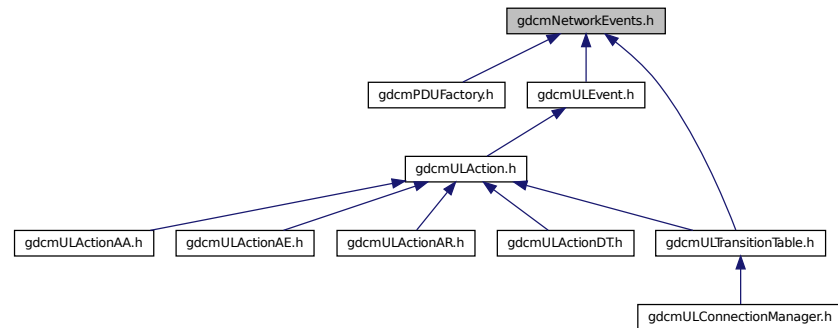 gdcmNetworkEvents.h
gdcmPDUFactory.h
gdcmULEvent.h
gdcmULAction.h
gdcmULActionAA.h
gdcmULActionAE.h
gdcmULActionAR.h
gdcmULActionDT.h
gdcmULTransitionTable.h
gdcmULConnectionManager.h